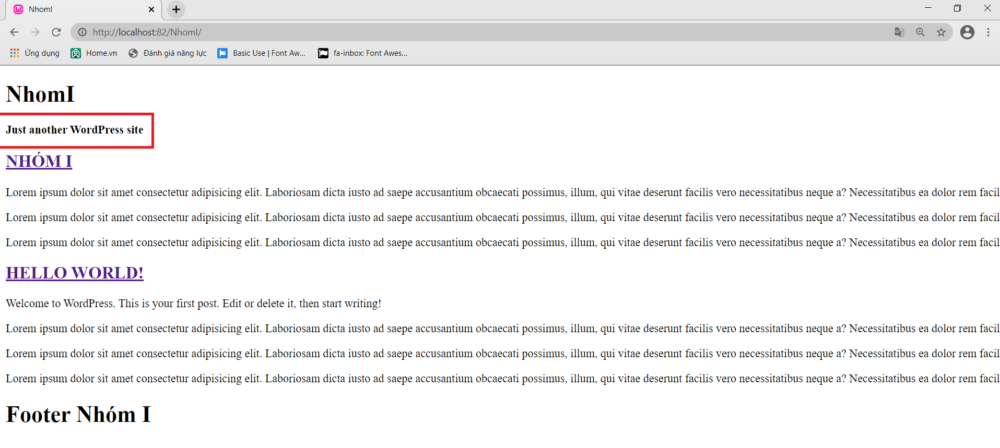 NhomI
http://localhost:82/NhomI/
Ứng dụng Home.vn Đánh giá năng lực Basic Use | Font Aw... fa-inbox: Font Awes...
NhomI
Just another WordPress site
NHÓM I
Lorem ipsum dolor sit amet consectetur adipisicing elit. Laboriosam dicta iusto ad saepe accusantium obcaecati possimus, illum, qui vitae deserunt facilis vero necessitatibus neque a? Necessitatibus ea dolor rem facil
Lorem ipsum dolor sit amet consectetur adipisicing elit. Laboriosam dicta iusto ad saepe accusantium obcaecati possimus, illum, qui vitae deserunt facilis vero necessitatibus neque a? Necessitatibus ea dolor rem facil
Lorem ipsum dolor sit amet consectetur adipisicing elit. Laboriosam dicta iusto ad saepe accusantium obcaecati possimus, illum, qui vitae deserunt facilis vero necessitatibus neque a? Necessitatibus ea dolor rem facil
HELLO WORLD!
Welcome to WordPress. This is your first post. Edit or delete it, then start writing!
Lorem ipsum dolor sit amet consectetur adipisicing elit. Laboriosam dicta iusto ad saepe accusantium obcaecati possimus, illum, qui vitae deserunt facilis vero necessitatibus neque a? Necessitatibus ea dolor rem facil
Lorem ipsum dolor sit amet consectetur adipisicing elit. Laboriosam dicta iusto ad saepe accusantium obcaecati possimus, illum, qui vitae deserunt facilis vero necessitatibus neque a? Necessitatibus ea dolor rem facil
Lorem ipsum dolor sit amet consectetur adipisicing elit. Laboriosam dicta iusto ad saepe accusantium obcaecati possimus, illum, qui vitae deserunt facilis vero necessitatibus neque a? Necessitatibus ea dolor rem facil
Footer Nhóm I